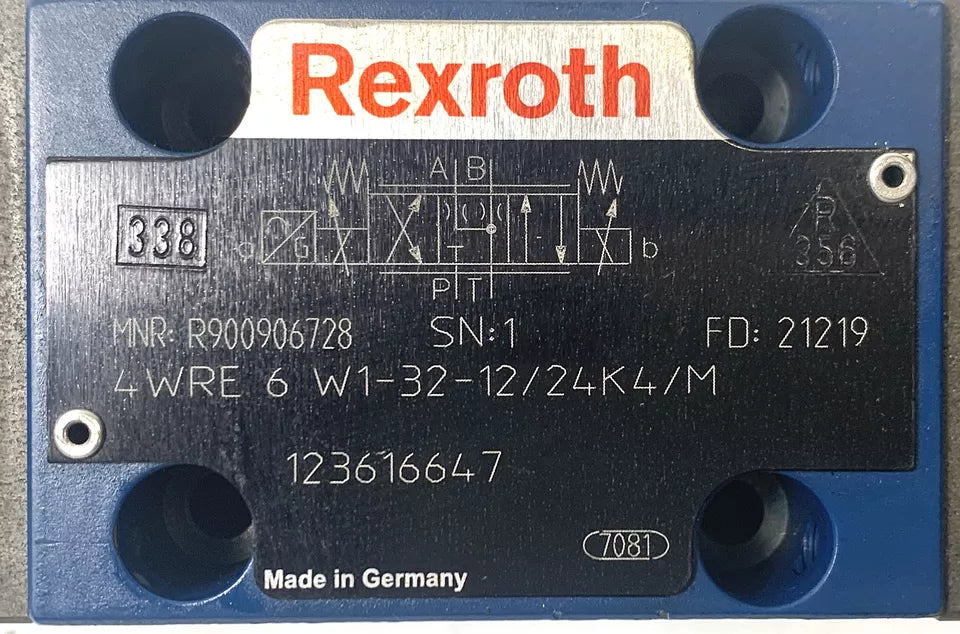 Rexroth
A B
338
a G b
R
356
P T
MNR: R900906728 SN: 1 FD: 21219
4WRE 6 W1-32-12/24K4/M
123616647
7081
Made in Germany